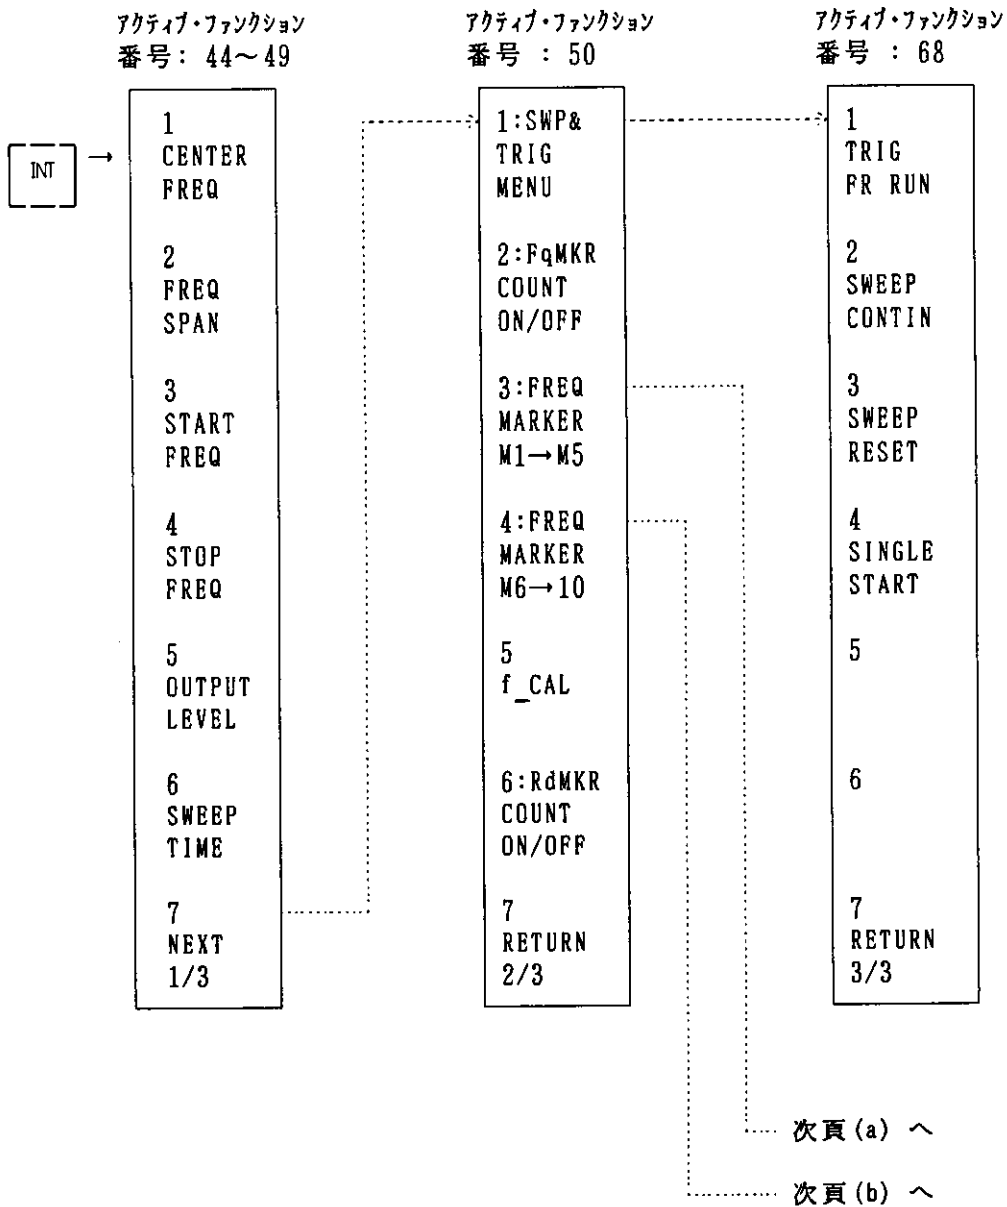 アクティブ・ファンクション
番号: 44～49
INT →
1
CENTER
FREQ
2
FREQ
SPAN
3
START
FREQ
4
STOP
FREQ
5
OUTPUT
LEVEL
6
SWEEP
TIME
7
NEXT
1/3
アクティブ・ファンクション
番号 : 50
1:SWP&
TRIG
MENU
2:FqMKR
COUNT
ON/OFF
3:FREQ
MARKER
M1→M5
4:FREQ
MARKER
M6→10
5
f_CAL
6:RdMKR
COUNT
ON/OFF
7
RETURN
2/3
アクティブ・ファンクション
番号 : 68
1
TRIG
FR RUN
2
SWEEP
CONTIN
3
SWEEP
RESET
4
SINGLE
START
5
6
7
RETURN
3/3
次頁(a) へ
次頁(b) へ